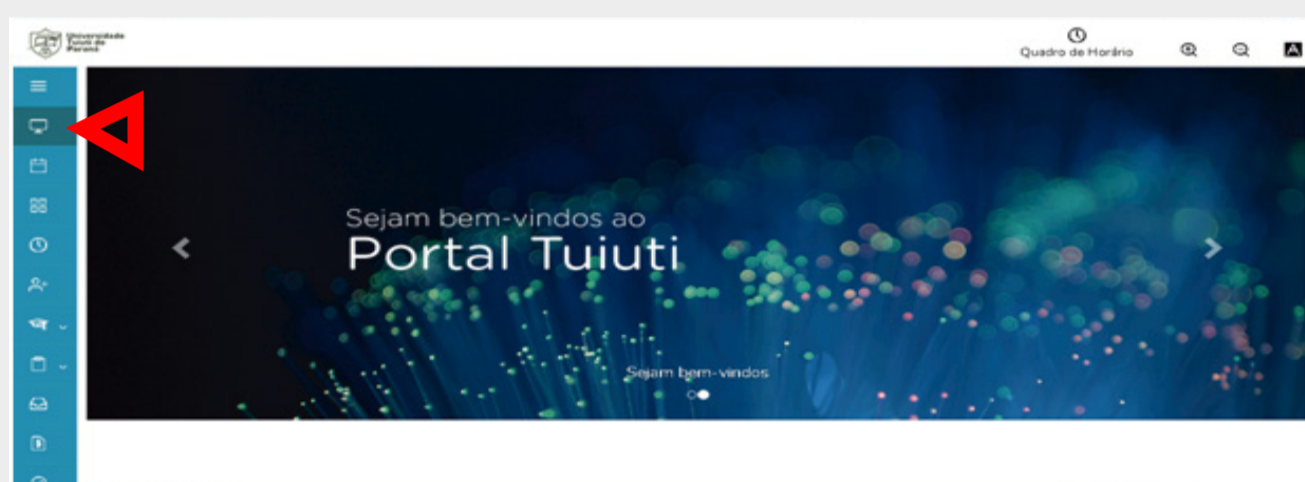 Universidade
Tuiuti do
Paraná
Quadro de Horário
A
Sejam bem-vindos ao
Portal Tuiuti
Sejam bem-vindos